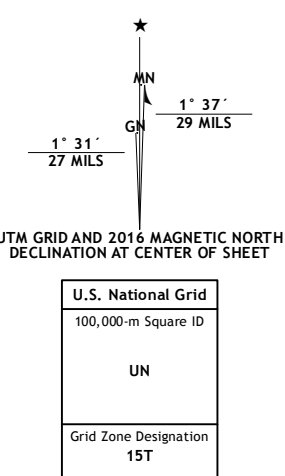 ★
MN
1° 37´
29 MILS
GN
1° 31´
27 MILS
UTM GRID AND 2016 MAGNETIC NORTH
DECLINATION AT CENTER OF SHEET
U.S. National Grid
100,000-m Square ID
UN
Grid Zone Designation
15T